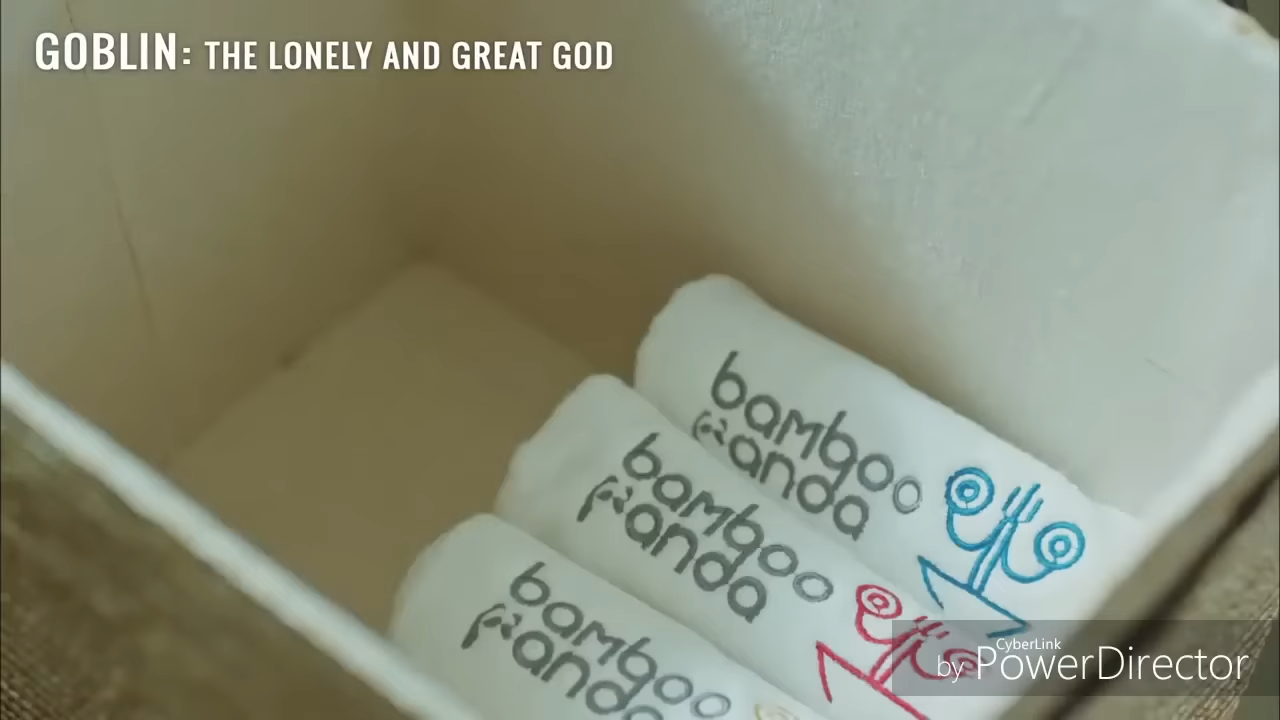 GOBLIN: THE LONELY AND GREAT GOD
bamboo
panda
bamboo
panda
bamboo
panda
CyberLink
by PowerDirector